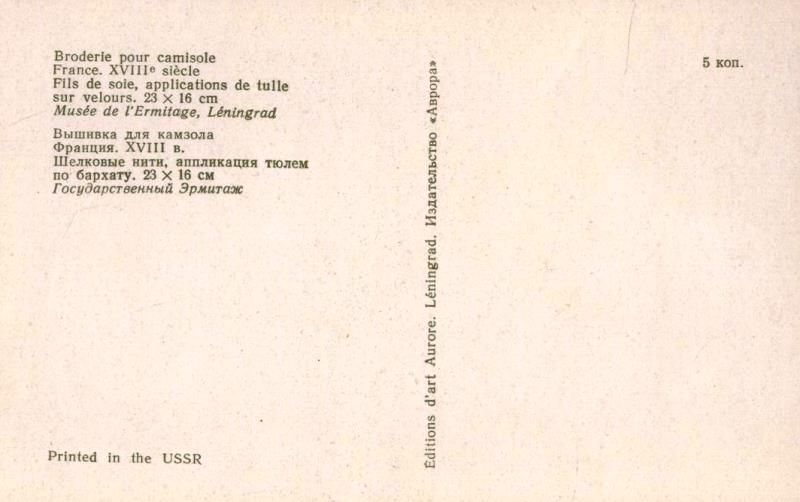 Broderie pour camisole
France. XVIIIe siècle
Fils de soie, applications de tulle
sur velours. 23 × 16 cm
Musée de l'Ermitage, Léningrad
Вышивка для камзола
Франция. XVIII в.
Шелковые нити, аппликация тюлем
по бархату. 23 × 16 см
Государственный Эрмитаж
Printed in the USSR
Éditions d'art Aurore. Léningrad. Издательство «Аврора»
5 коп.